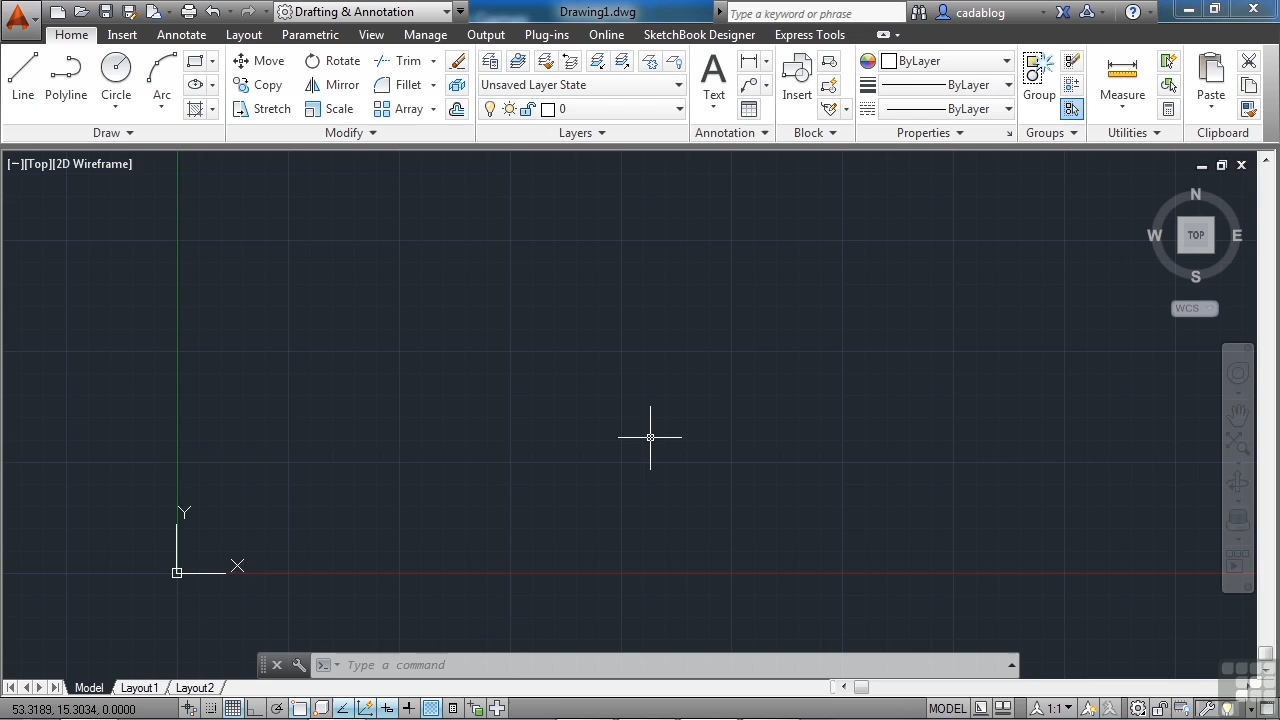 Drafting & Annotation
Drawing1.dwg
Type a keyword or phrase
cadablog
Home Insert Annotate Layout Parametric View Manage Output Plug-ins Online SketchBook Designer Express Tools
Line Polyline Circle Arc
Move Rotate Trim
Copy Mirror Fillet
Stretch Scale Array
Unsaved Layer State
0
Text
Insert
ByLayer
ByLayer
ByLayer
Group
Measure
Paste
Draw Modify Layers Annotation Block Properties Groups Utilities Clipboard
[−][Top][2D Wireframe]
N
W TOP E
S
WCS
Y
X
Type a command
Model Layout1 Layout2
53.3189, 15.3034, 0.0000
MODEL
1:1